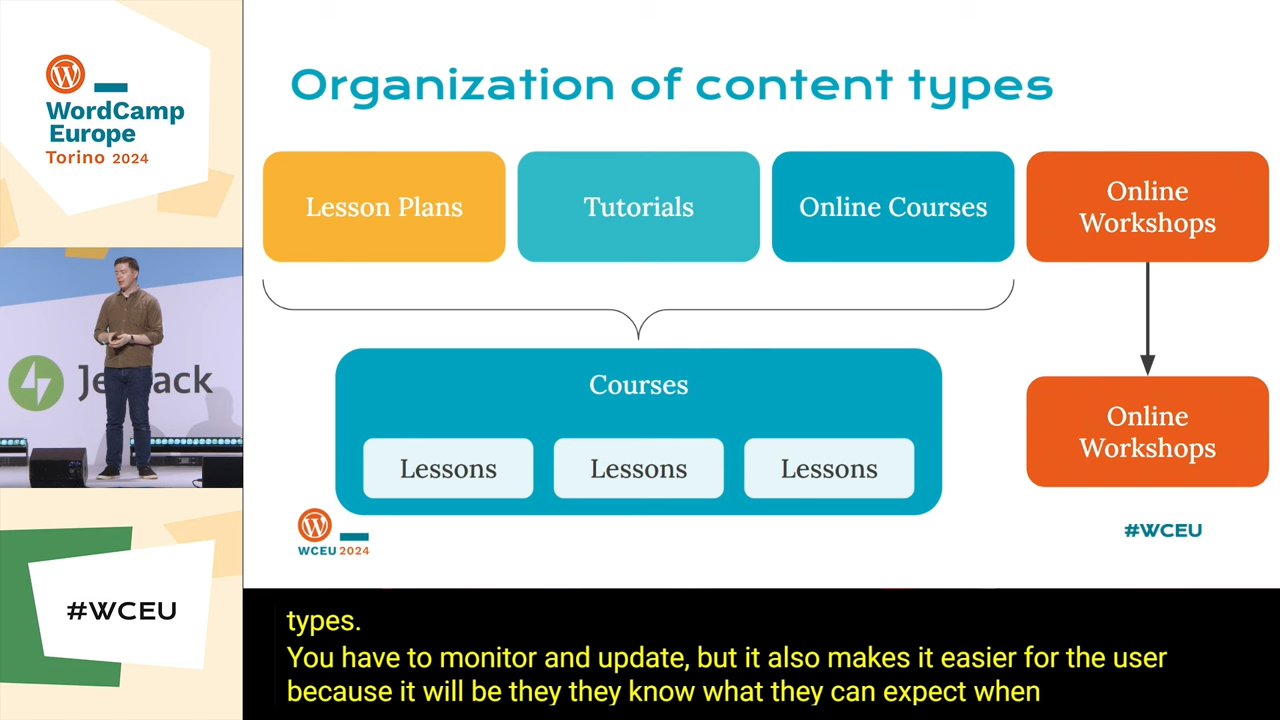 WordCamp
Europe
Torino 2024
Organization of content types
Lesson Plans
Tutorials
Online Courses
Online
Workshops
Courses
Lessons
Lessons
Lessons
Online
Workshops
WCEU 2024
#WCEU
#WCEU
types.
You have to monitor and update, but it also makes it easier for the user
because it will be they they know what they can expect when